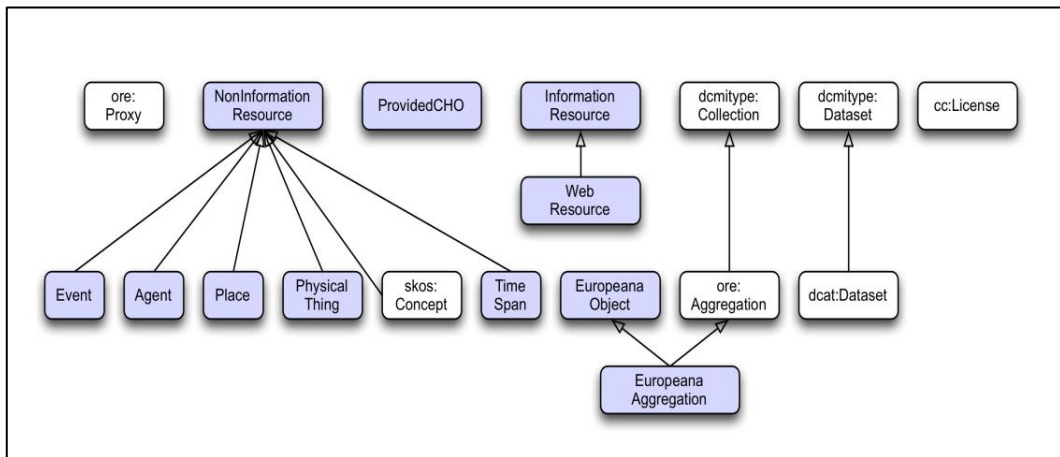 ore:
Proxy
NonInformation
Resource
ProvidedCHO
Information
Resource
dcmitype:
Collection
dcmitype:
Dataset
cc:License
Web
Resource
Event
Agent
Place
Physical
Thing
skos:
Concept
Time
Span
Europeana
Object
ore:
Aggregation
dcat:Dataset
Europeana
Aggregation